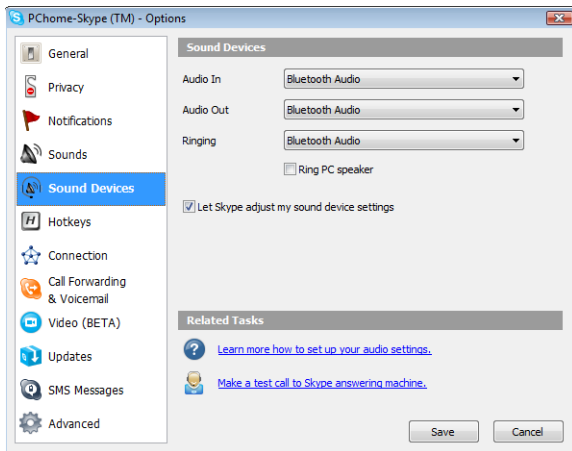 PChome-Skype (TM) - Options
General
Privacy
Notifications
Sounds
Sound Devices
Hotkeys
Connection
Call Forwarding
& Voicemail
Video (BETA)
Updates
SMS Messages
Advanced
Sound Devices
Audio In
Bluetooth Audio
Audio Out
Bluetooth Audio
Ringing
Bluetooth Audio
Ring PC speaker
Let Skype adjust my sound device settings
Related Tasks
Learn more how to set up your audio settings.
Make a test call to Skype answering machine.
Save
Cancel